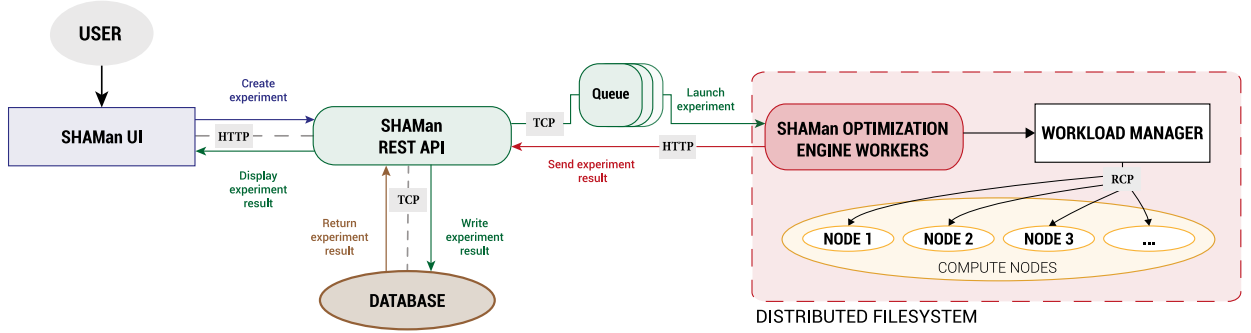 USER
SHAMan UI
Create
experiment
HTTP
Display
experiment
result
SHAMan
REST API
TCP
Queue
Launch
experiment
HTTP
Send experiment
result
TCP
Return
experiment
result
Write
experiment
result
DATABASE
SHAMan OPTIMIZATION
ENGINE WORKERS
WORKLOAD MANAGER
RCP
NODE 1
NODE 2
NODE 3
...
COMPUTE NODES
DISTRIBUTED FILESYSTEM